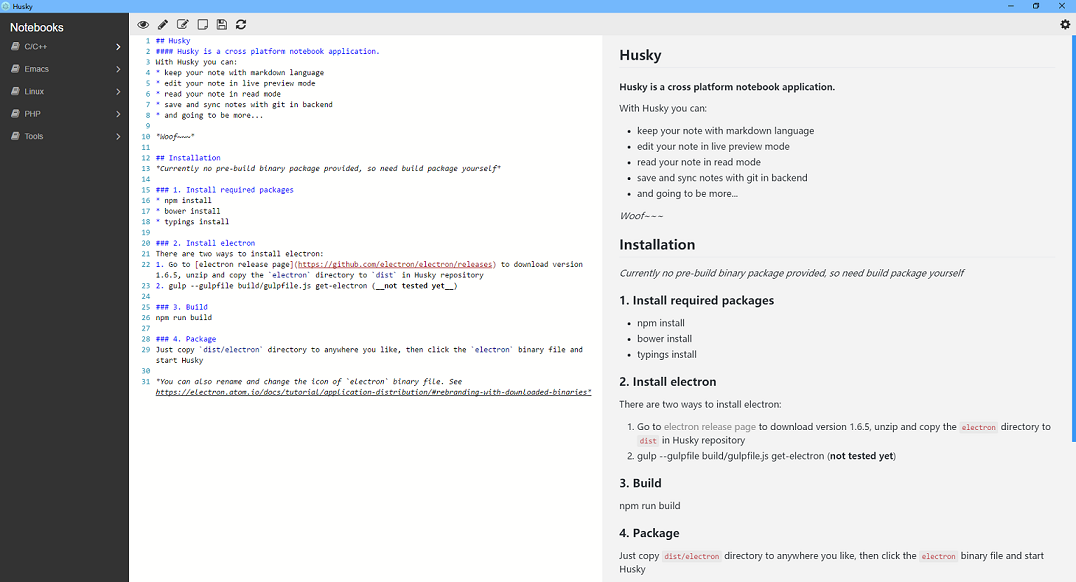 Husky
Notebooks
C/C++
Emacs
Linux
PHP
Tools
1 ## Husky
2 #### Husky is a cross platform notebook application.
3 With Husky you can:
4 * keep your note with markdown language
5 * edit your note in live preview mode
6 * read your note in read mode
7 * save and sync notes with git in backend
8 * and going to be more...
9
10 *Woof~~~*
11
12 ## Installation
13 *Currently no pre-build binary package provided, so need build package yourself*
14
15 ### 1. Install required packages
16 * npm install
17 * bower install
18 * typings install
19
20 ### 2. Install electron
21 There are two ways to install electron:
22 1. Go to [electron release page](https://github.com/electron/electron/releases) to download version
1.6.5, unzip and copy the `electron` directory to `dist` in Husky repository
23 2. gulp --gulpfile build/gulpfile.js get-electron (__not tested yet__)
24
25 ### 3. Build
26 npm run build
27
28 ### 4. Package
29 Just copy `dist/electron` directory to anywhere you like, then click the `electron` binary file and
start Husky
30
31 *You can also rename and change the icon of `electron` binary file. See
https://electron.atom.io/docs/tutorial/application-distribution/#rebranding-with-downloaded-binaries*
Husky
Husky is a cross platform notebook application.
With Husky you can:
• keep your note with markdown language
• edit your note in live preview mode
• read your note in read mode
• save and sync notes with git in backend
• and going to be more...
Woof~~~
Installation
Currently no pre-build binary package provided, so need build package yourself
1. Install required packages
• npm install
• bower install
• typings install
2. Install electron
There are two ways to install electron:
1. Go to electron release page to download version 1.6.5, unzip and copy the electron directory to
dist in Husky repository
2. gulp --gulpfile build/gulpfile.js get-electron (not tested yet)
3. Build
npm run build
4. Package
Just copy dist/electron directory to anywhere you like, then click the electron binary file and start
Husky